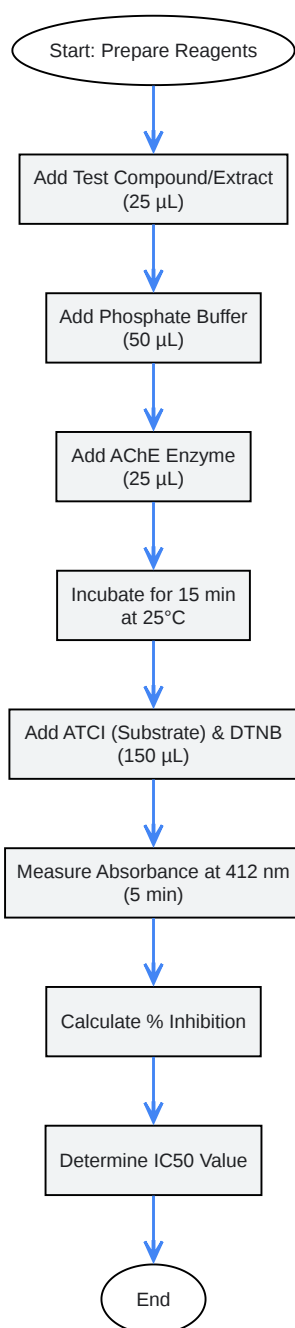 Start: Prepare Reagents
Add Test Compound/Extract
(25 µL)
Add Phosphate Buffer
(50 µL)
Add AChE Enzyme
(25 µL)
Incubate for 15 min
at 25°C
Add ATCI (Substrate) & DTNB
(150 µL)
Measure Absorbance at 412 nm
(5 min)
Calculate % Inhibition
Determine IC50 Value
End